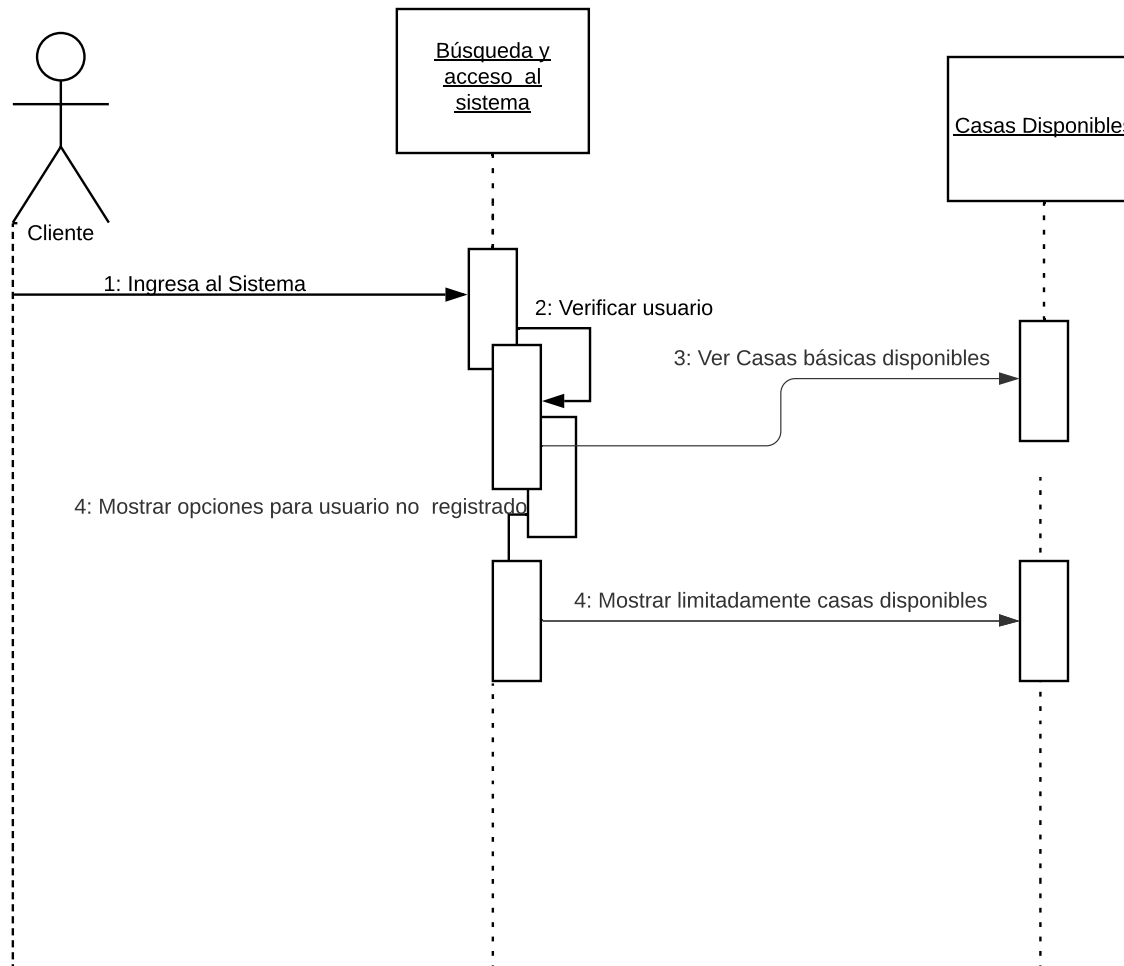 Búsqueda y
acceso al
sistema
Casas Disponibles
Cliente
1: Ingresa al Sistema
2: Verificar usuario
3: Ver Casas básicas disponibles
4: Mostrar opciones para usuario no registrado
4: Mostrar limitadamente casas disponibles